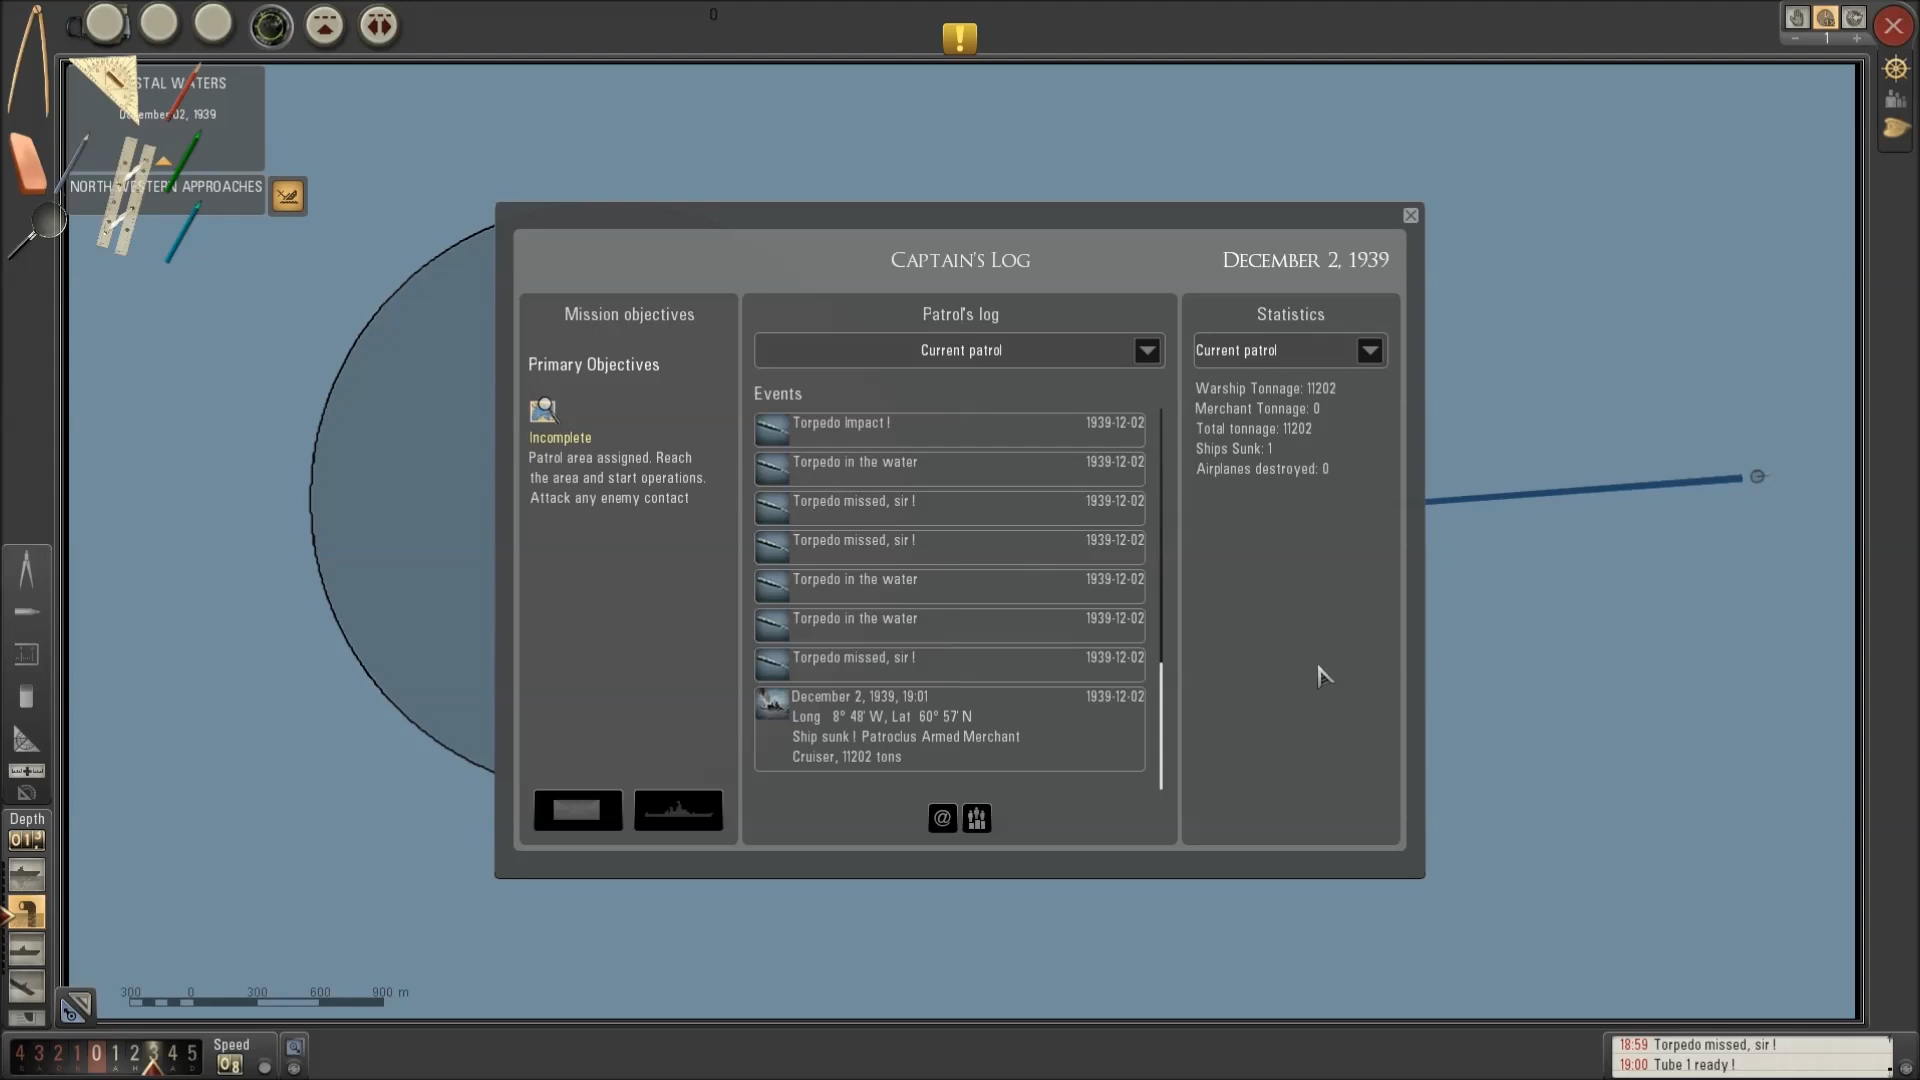 0
1
STAL WATERS
December 02, 1939
NORTH WESTERN APPROACHES
CAPTAIN'S LOG
DECEMBER 2, 1939
Mission objectives
Primary Objectives
Incomplete
Patrol area assigned. Reach
the area and start operations.
Attack any enemy contact
Patrol's log
Current patrol
Events
Torpedo Impact ! 1939-12-02
Torpedo in the water 1939-12-02
Torpedo missed, sir ! 1939-12-02
Torpedo missed, sir ! 1939-12-02
Torpedo in the water 1939-12-02
Torpedo in the water 1939-12-02
Torpedo missed, sir ! 1939-12-02
December 2, 1939, 19:01 1939-12-02
Long 8° 48' W, Lat 60° 57' N
Ship sunk ! Patroclus Armed Merchant
Cruiser, 11202 tons
@
Statistics
Current patrol
Warship Tonnage: 11202
Merchant Tonnage: 0
Total tonnage: 11202
Ships Sunk: 1
Airplanes destroyed: 0
Depth
300 0 300 600 900 m
4 3 2 1 0 1 2 3 4 5
Speed
08
18:59 Torpedo missed, sir !
19:00 Tube 1 ready !